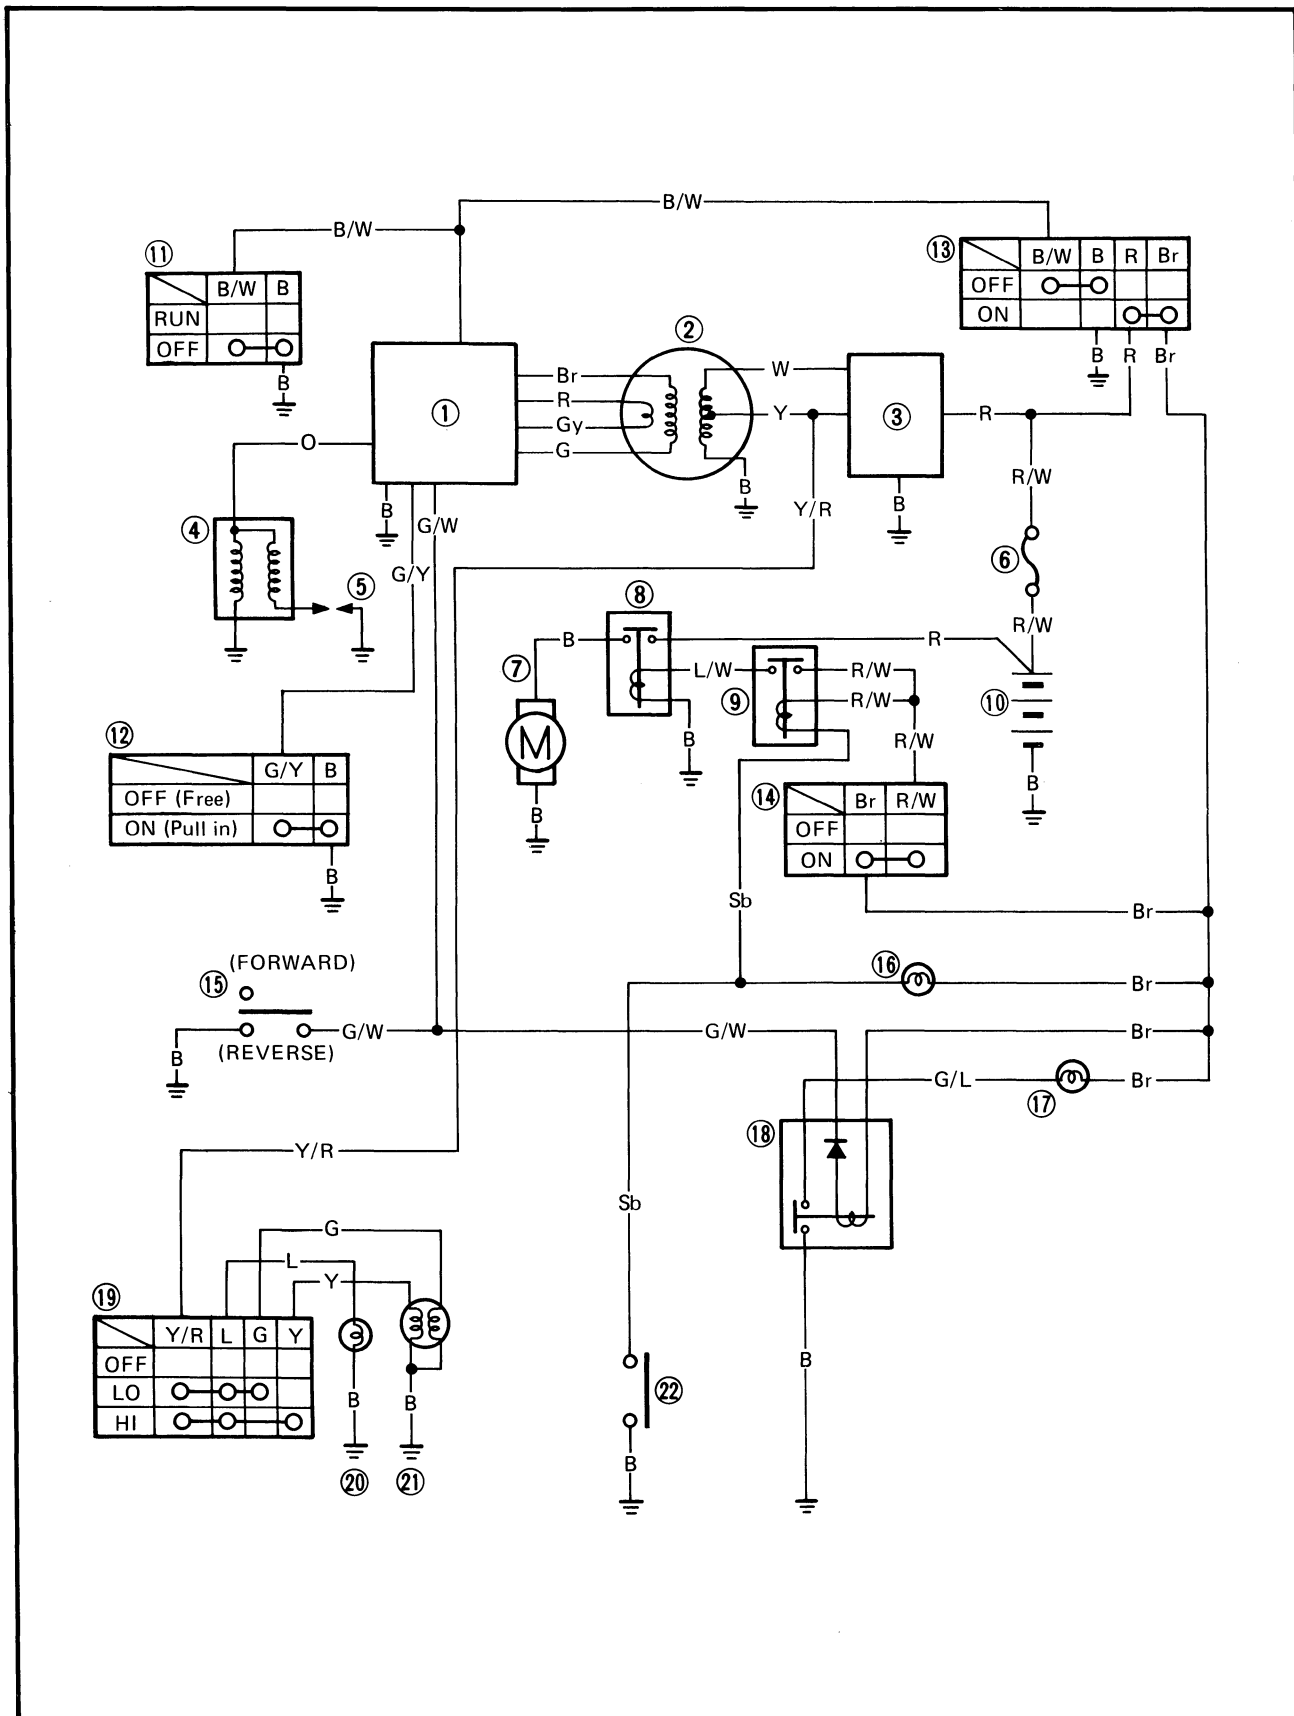 B/W
B/W
⑪
⑬
B/W B R Br
OFF
ON
B/W B
RUN
OFF
②
B R Br
B
①
Br
R
Gy
G
W
Y
③
R
O
B
G/W
B
Y/R
B
R/W
④
G/Y
⑤
⑥
⑧
R/W
B
R
⑦
L/W
⑨
R/W
R/W
⑩
M
B
R/W
⑫
G/Y B
OFF (Free)
ON (Pull in)
B
B
⑭
Br R/W
OFF
ON
B
Sb
Br
(FORWARD)
⑮
⑯
Br
G/W
G/W
Br
(REVERSE)
B
G/L
Br
⑰
⑱
Y/R
Sb
G
L
Y
⑲
Y/R L G Y
OFF
LO
HI
B
B
B
㉒
B
⑳
㉑